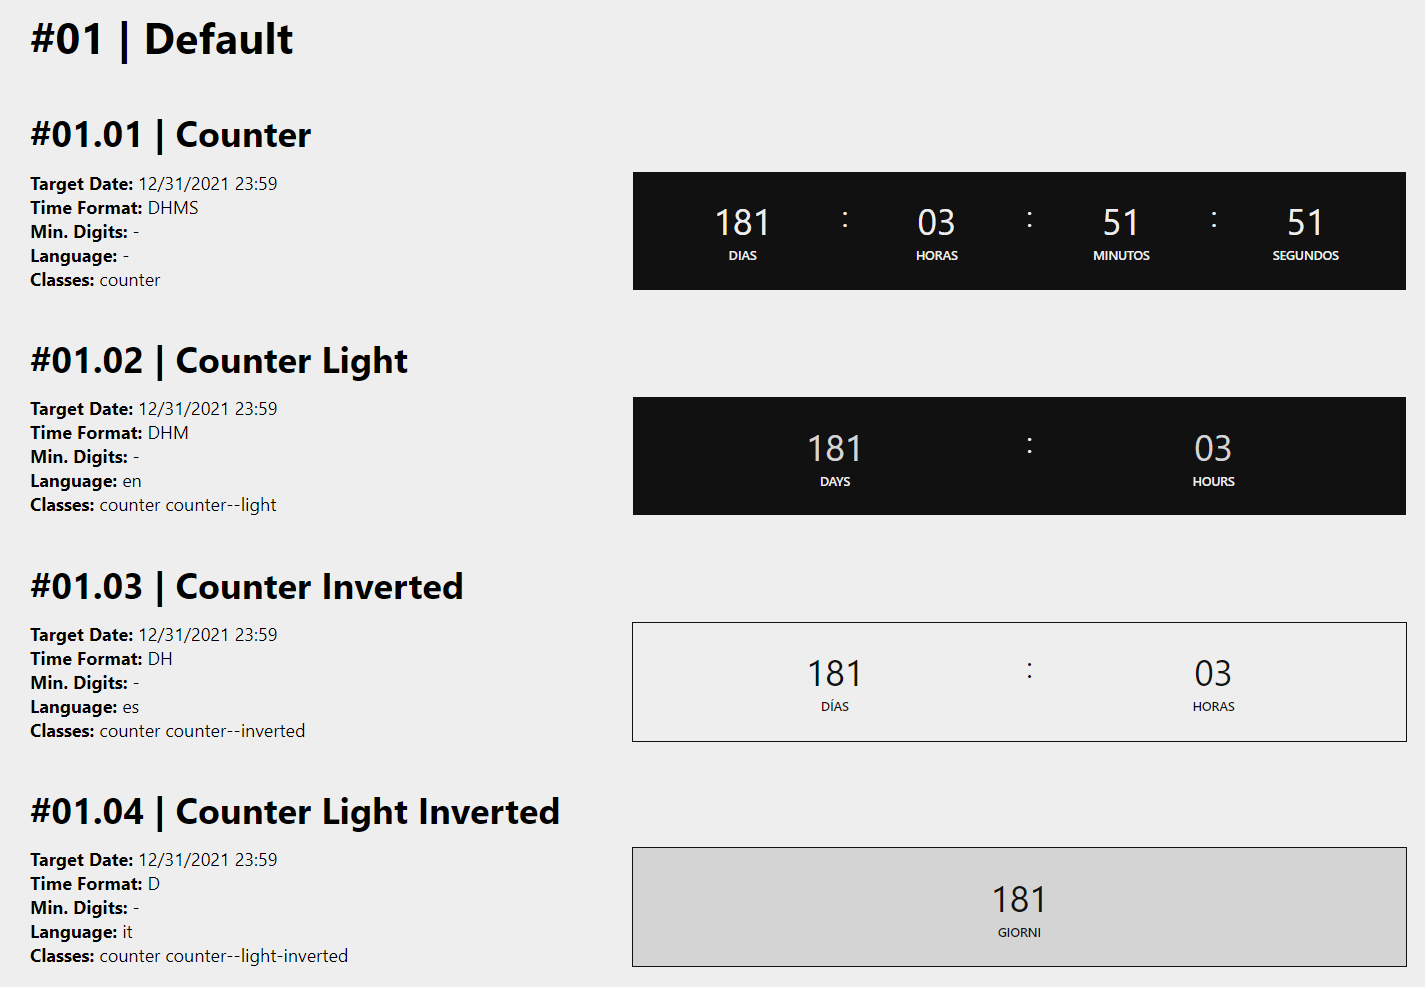 #01 | Default
#01.01 | Counter
Target Date: 12/31/2021 23:59
Time Format: DHMS
Min. Digits: -
Language: -
Classes: counter
181 : 03 : 51 : 51
DIAS HORAS MINUTOS SEGUNDOS
#01.02 | Counter Light
Target Date: 12/31/2021 23:59
Time Format: DHM
Min. Digits: -
Language: en
Classes: counter counter--light
181 : 03
DAYS HOURS
#01.03 | Counter Inverted
Target Date: 12/31/2021 23:59
Time Format: DH
Min. Digits: -
Language: es
Classes: counter counter--inverted
181 : 03
DÍAS HORAS
#01.04 | Counter Light Inverted
Target Date: 12/31/2021 23:59
Time Format: D
Min. Digits: -
Language: it
Classes: counter counter--light-inverted
181
GIORNI